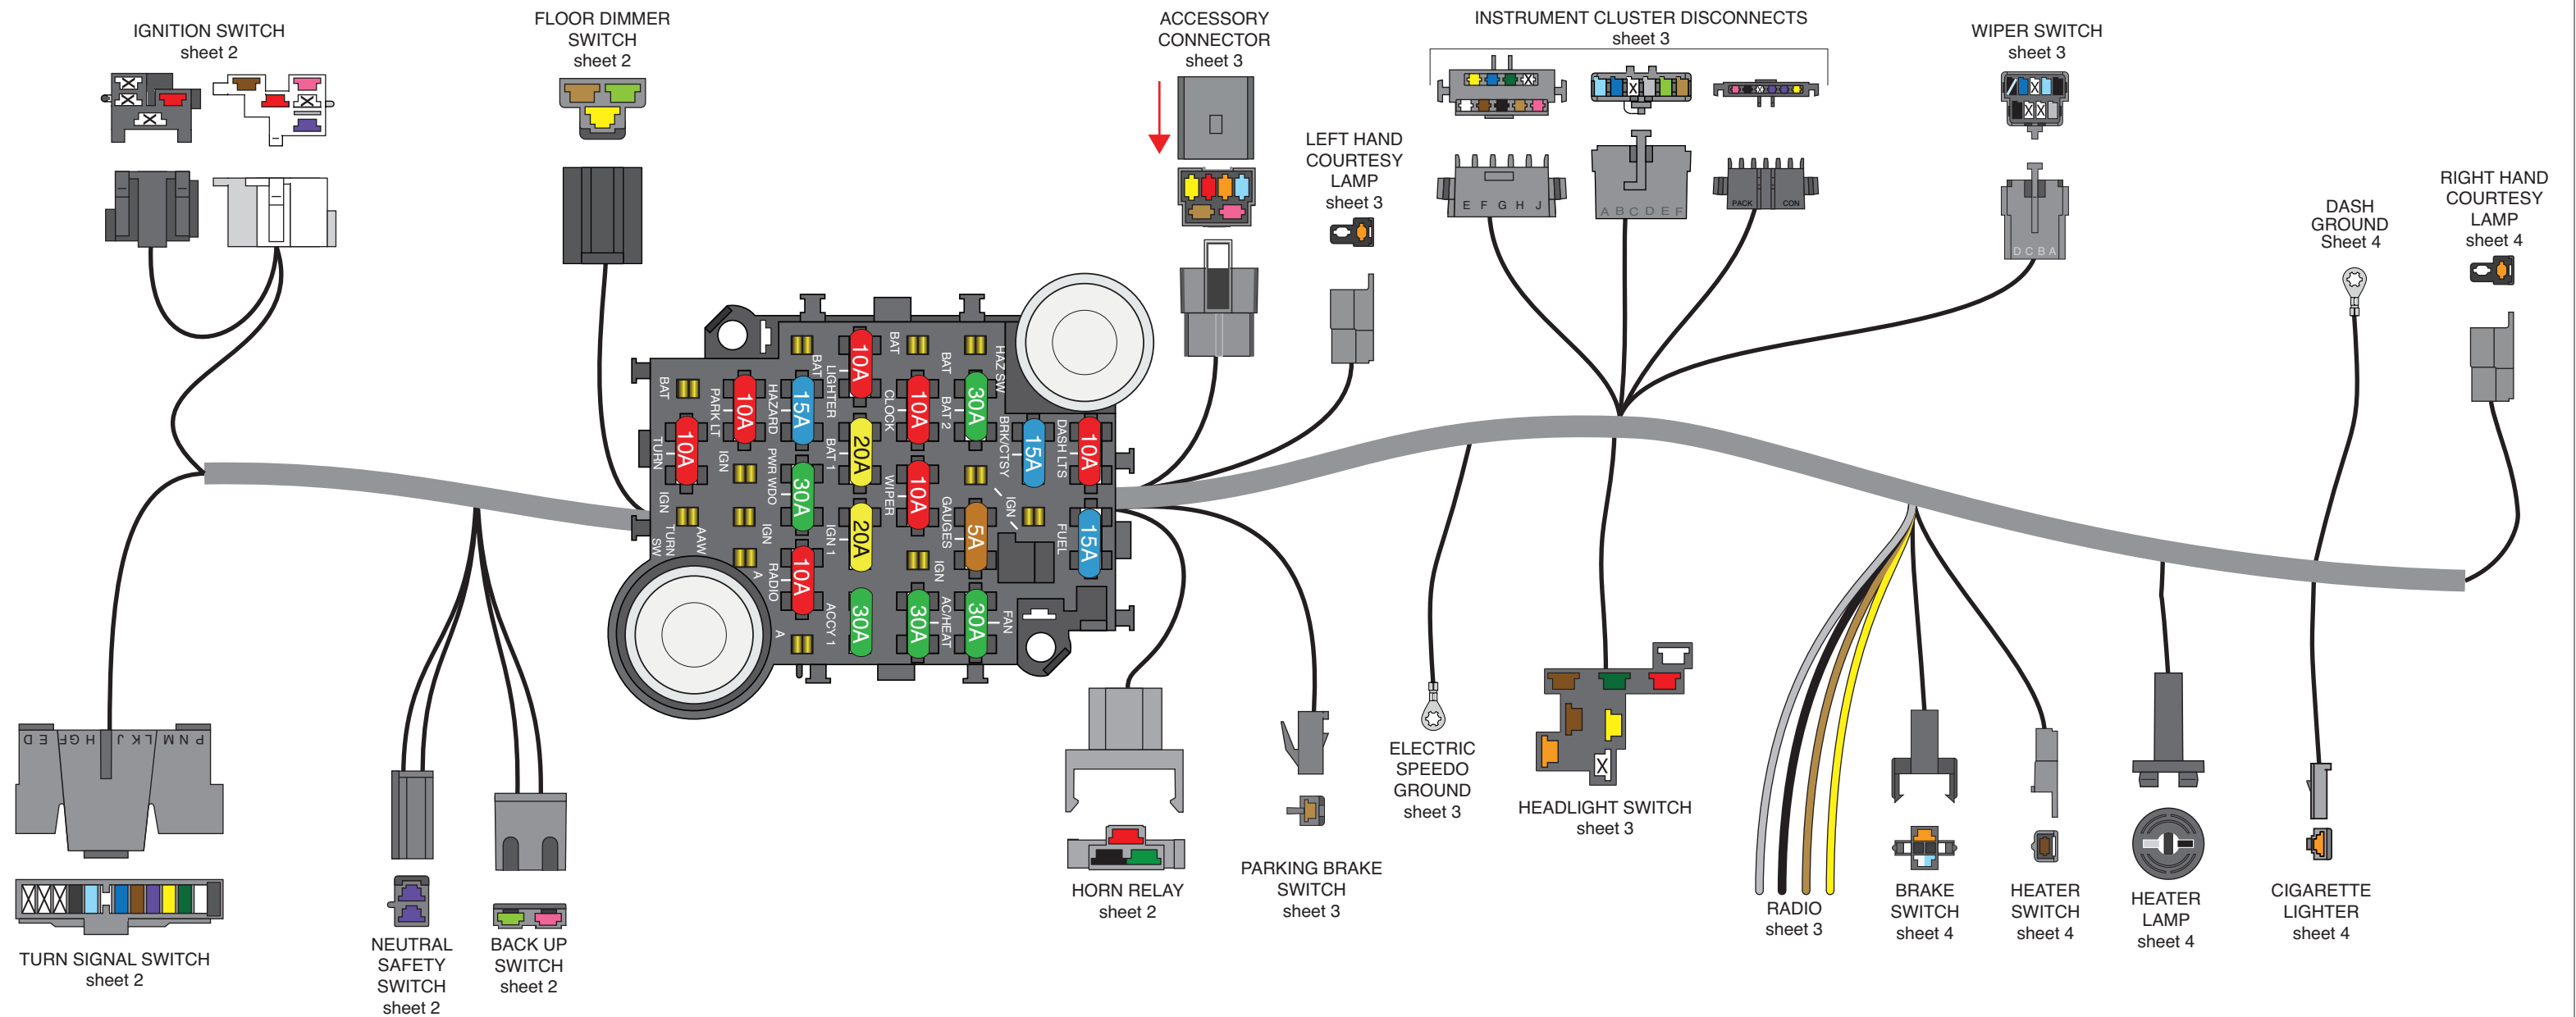 IGNITION SWITCH
sheet 2
FLOOR DIMMER
SWITCH
sheet 2
ACCESSORY
CONNECTOR
sheet 3
LEFT HAND
COURTESY
LAMP
sheet 3
INSTRUMENT CLUSTER DISCONNECTS
sheet 3
E F G H J
A B C D E F
PACK CON
WIPER SWITCH
sheet 3
D C B A
DASH
GROUND
Sheet 4
RIGHT HAND
COURTESY
LAMP
sheet 4
BAT
TURN
10A
IGN
TURN
SW
AAW
PARK LT
10A
IGN
IGN
A
HAZARD
15A
BAT
PWR WDO
30A
RADIO
10A
A
LIGHTER
10A
BAT
BAT 1
20A
IGN 1
20A
ACCY 1
30A
CLOCK
10A
BAT
WIPER
10A
IGN
AC/HEAT
30A
BAT 2
30A
HAZ SW
GAUGES
5A
IGN
FAN
30A
BRK/CTSY
15A
DASH LTS
10A
FUEL
15A
D E F G H J K L M N P
TURN SIGNAL SWITCH
sheet 2
NEUTRAL
SAFETY
SWITCH
sheet 2
BACK UP
SWITCH
sheet 2
HORN RELAY
sheet 2
PARKING BRAKE
SWITCH
sheet 3
ELECTRIC
SPEEDO
GROUND
sheet 3
HEADLIGHT SWITCH
sheet 3
RADIO
sheet 3
BRAKE
SWITCH
sheet 4
HEATER
SWITCH
sheet 4
HEATER
LAMP
sheet 4
CIGARETTE
LIGHTER
sheet 4